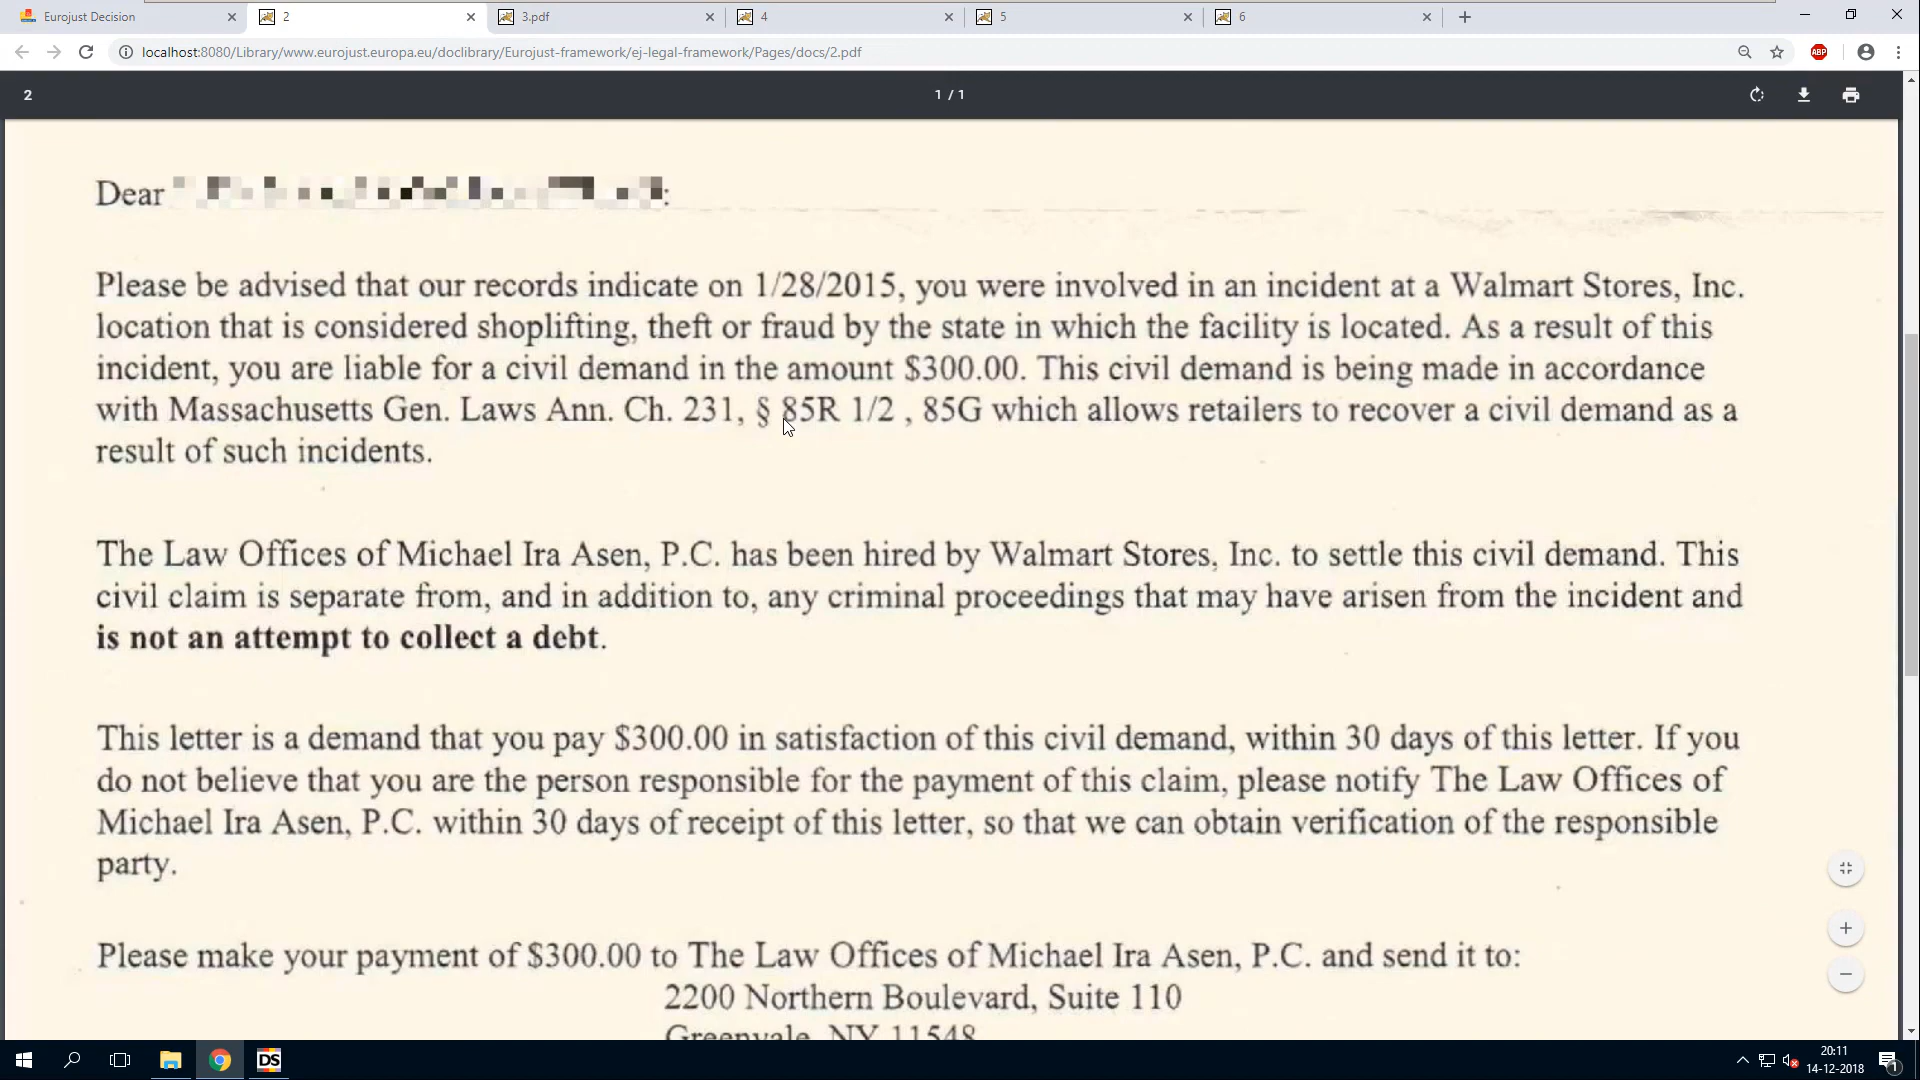 Eurojust Decision
2
3.pdf
4
5
6
localhost:8080/Library/www.eurojust.europa.eu/doclibrary/Eurojust-framework/ej-legal-framework/Pages/docs/2.pdf
ABP
2
1 / 1
Dear :
Please be advised that our records indicate on 1/28/2015, you were involved in an incident at a Walmart Stores, Inc.
location that is considered shoplifting, theft or fraud by the state in which the facility is located. As a result of this
incident, you are liable for a civil demand in the amount $300.00. This civil demand is being made in accordance
with Massachusetts Gen. Laws Ann. Ch. 231, § 85R 1/2 , 85G which allows retailers to recover a civil demand as a
result of such incidents.
The Law Offices of Michael Ira Asen, P.C. has been hired by Walmart Stores, Inc. to settle this civil demand. This
civil claim is separate from, and in addition to, any criminal proceedings that may have arisen from the incident and
is not an attempt to collect a debt.
This letter is a demand that you pay $300.00 in satisfaction of this civil demand, within 30 days of this letter. If you
do not believe that you are the person responsible for the payment of this claim, please notify The Law Offices of
Michael Ira Asen, P.C. within 30 days of receipt of this letter, so that we can obtain verification of the responsible
party.
Please make your payment of $300.00 to The Law Offices of Michael Ira Asen, P.C. and send it to:
2200 Northern Boulevard, Suite 110
Greenvale, NY 11548
DS
20:11
14-12-2018
1